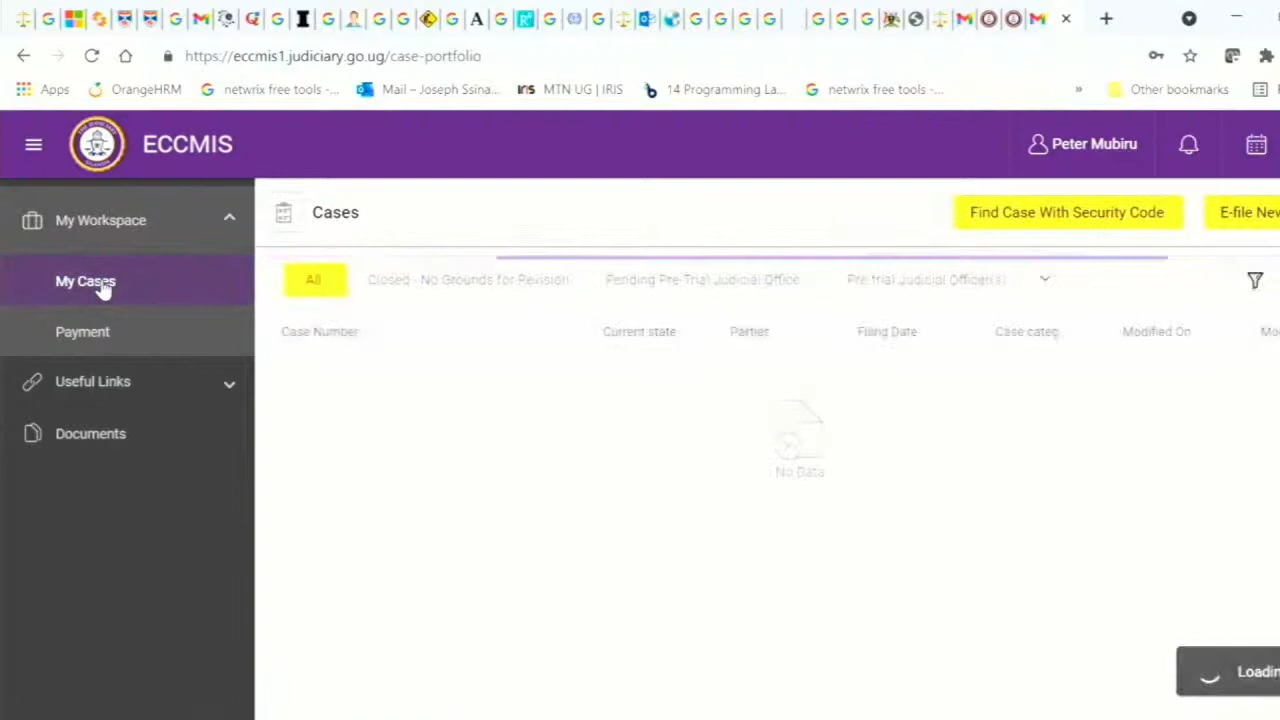 https://eccmis1.judiciary.go.ug/case-portfolio
Apps OrangeHRM netwrix free tools -... Mail – Joseph Ssina... MTN UG | IRIS 14 Programming La... netwrix free tools -... » Other bookmarks
ECCMIS Peter Mubiru
My Workspace
Cases Find Case With Security Code E-file New
My Cases
All Closed - No Grounds for Revision Pending Pre-Trial Judicial Office Pre trial Judicial Officer(s)
Payment
Case Number Current state Parties Filing Date Case categ.. Modified On Mo
Useful Links
Documents
No Data
Loadin